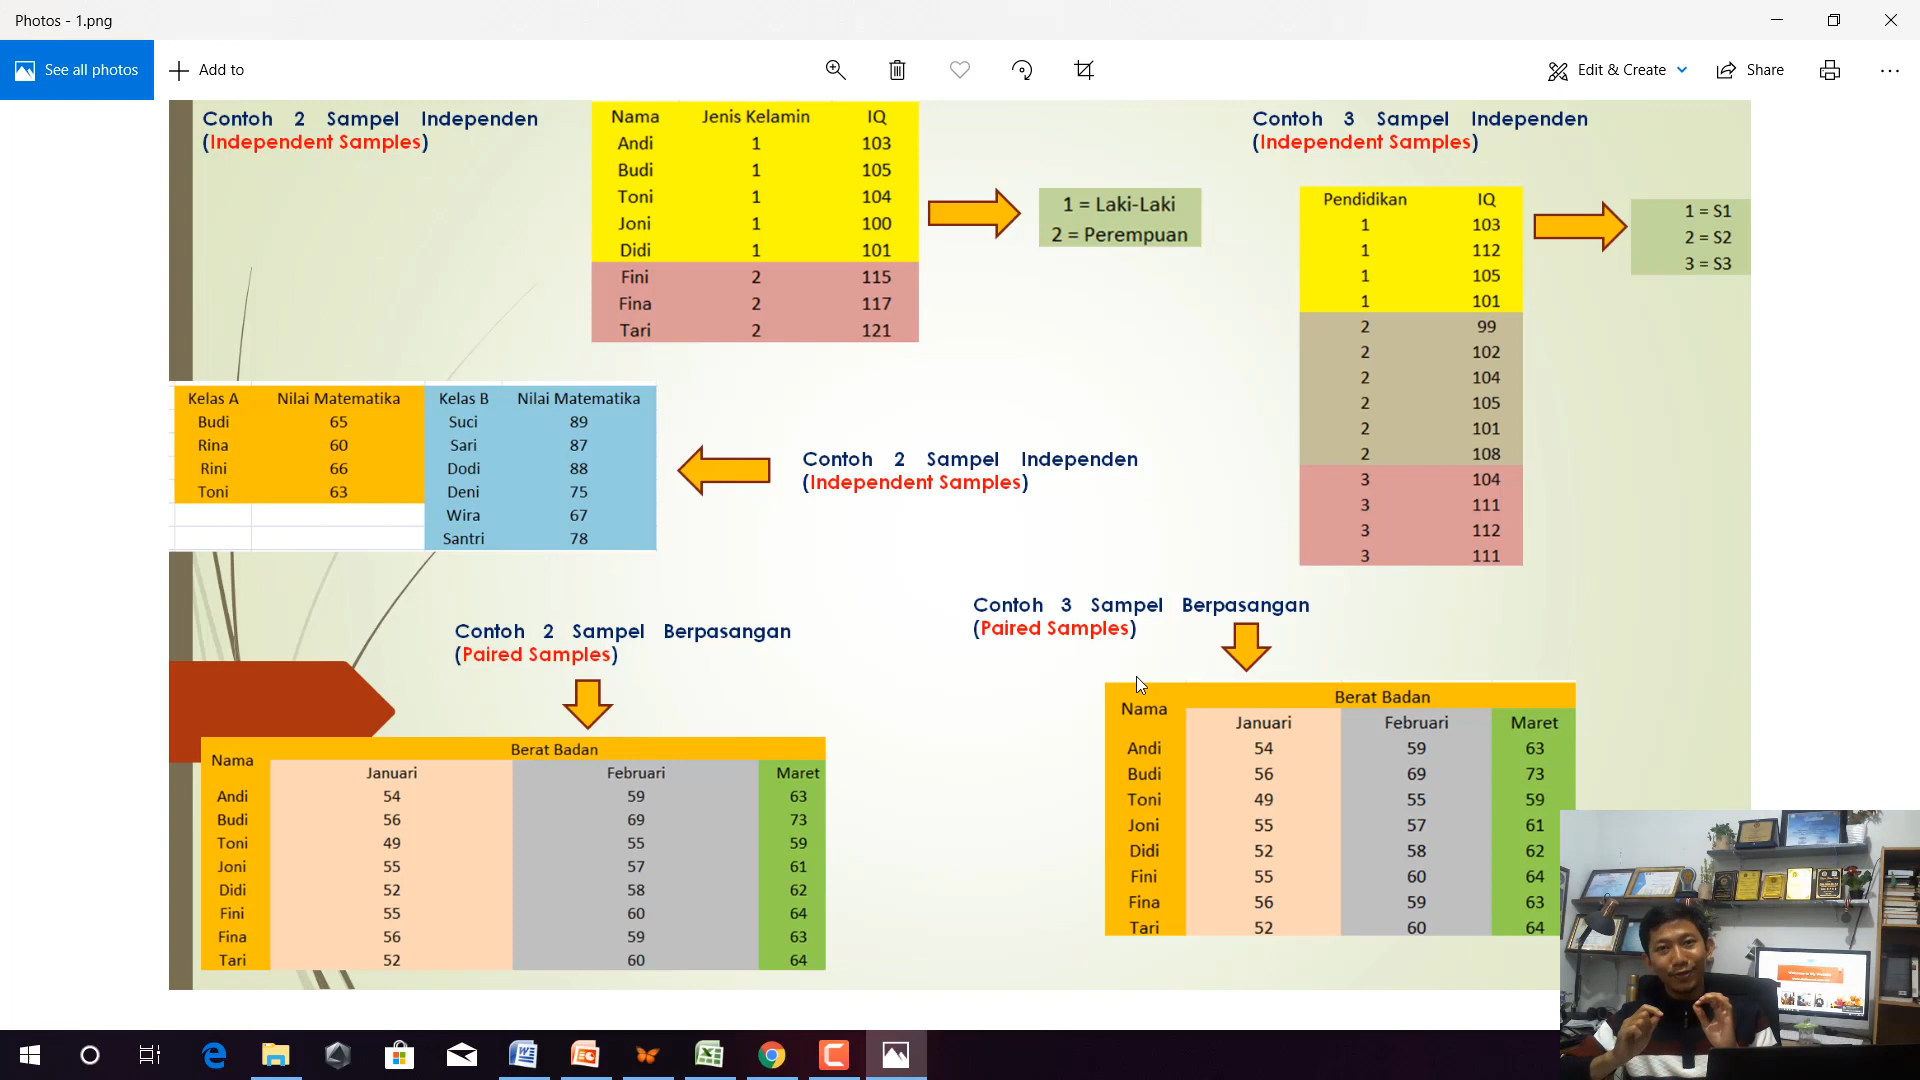 Photos - 1.png
See all photos
Add to
Edit & Create
Share
Contoh 2 Sampel Independen
(Independent Samples)
Nama Jenis Kelamin IQ
Andi 1 103
Budi 1 105
Toni 1 104
Joni 1 100
Didi 1 101
Fini 2 115
Fina 2 117
Tari 2 121
1 = Laki-Laki
2 = Perempuan
Contoh 3 Sampel Independen
(Independent Samples)
Pendidikan IQ
1 103
1 112
1 105
1 101
2 99
2 102
2 104
2 105
2 101
2 108
3 104
3 111
3 112
3 111
1 = S1
2 = S2
3 = S3
Kelas A Nilai Matematika Kelas B Nilai Matematika
Budi 65 Suci 89
Rina 60 Sari 87
Rini 66 Dodi 88
Toni 63 Deni 75
Wira 67
Santri 78
Contoh 2 Sampel Independen
(Independent Samples)
Contoh 2 Sampel Berpasangan
(Paired Samples)
Nama Berat Badan
Januari Februari Maret
Andi 54 59 63
Budi 56 69 73
Toni 49 55 59
Joni 55 57 61
Didi 52 58 62
Fini 55 60 64
Fina 56 59 63
Tari 52 60 64
Contoh 3 Sampel Berpasangan
(Paired Samples)
Nama Berat Badan
Januari Februari Maret
Andi 54 59 63
Budi 56 69 73
Toni 49 55 59
Joni 55 57 61
Didi 52 58 62
Fini 55 60 64
Fina 56 59 63
Tari 52 60 64